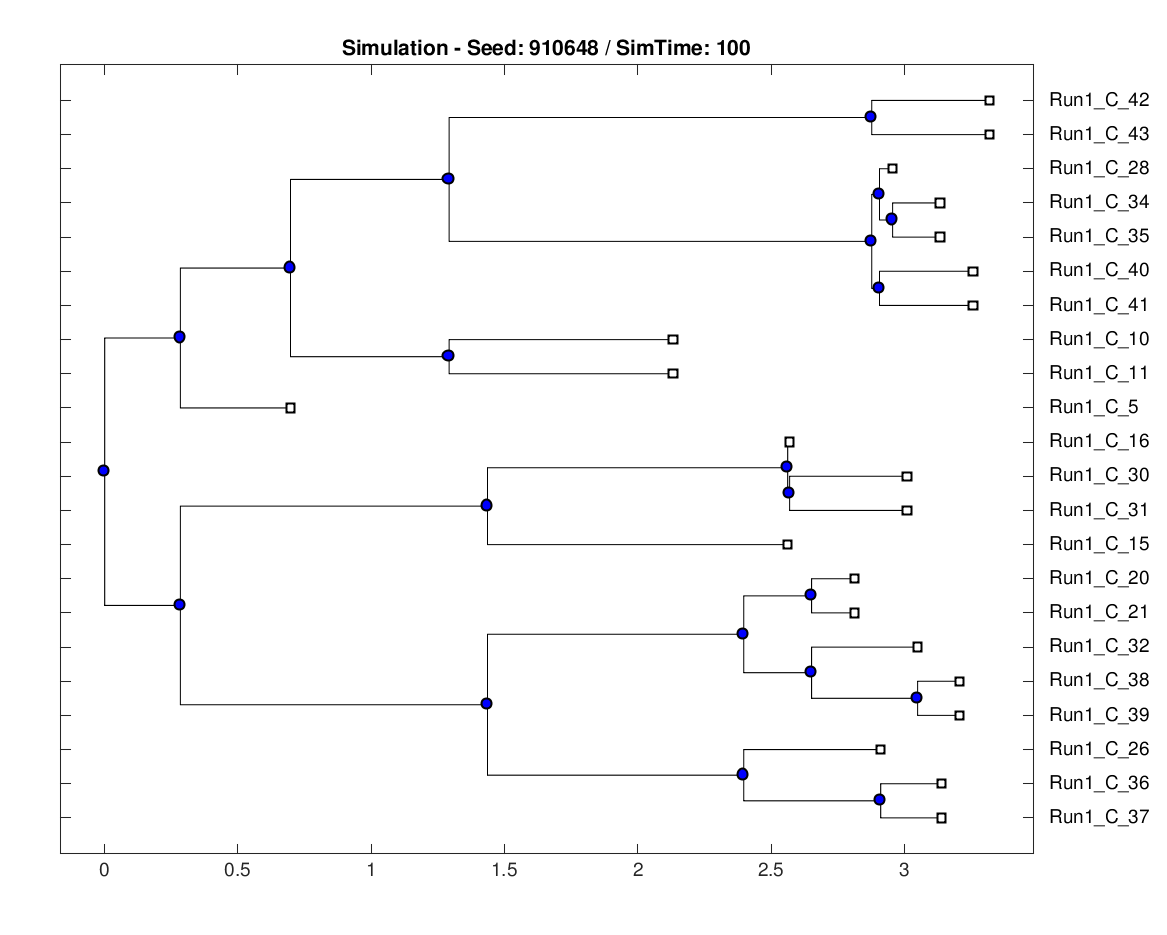 Simulation - Seed: 910648 / SimTime: 100
Run1_C_42
Run1_C_43
Run1_C_28
Run1_C_34
Run1_C_35
Run1_C_40
Run1_C_41
Run1_C_10
Run1_C_11
Run1_C_5
Run1_C_16
Run1_C_30
Run1_C_31
Run1_C_15
Run1_C_20
Run1_C_21
Run1_C_32
Run1_C_38
Run1_C_39
Run1_C_26
Run1_C_36
Run1_C_37
0 0.5 1 1.5 2 2.5 3